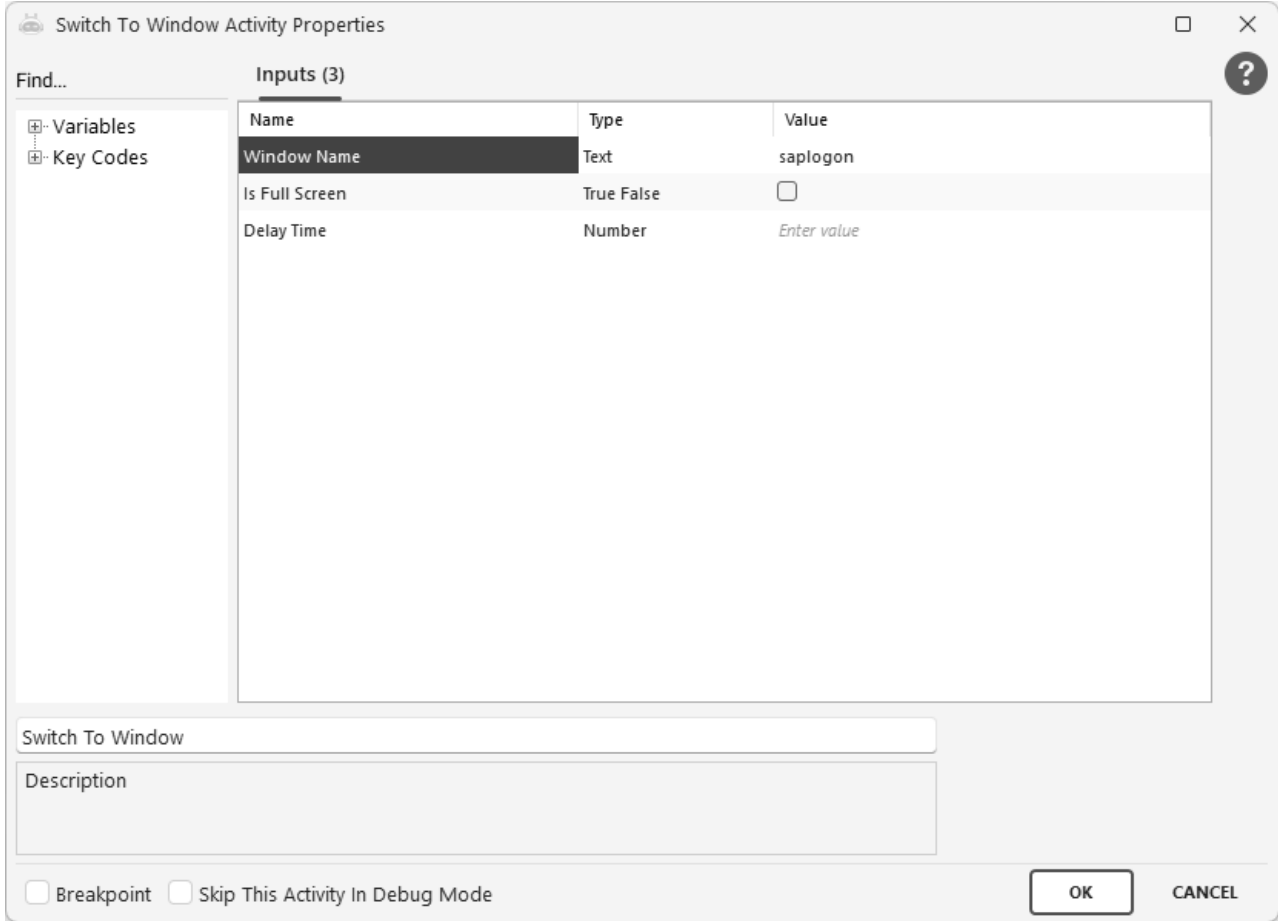 Switch To Window Activity Properties
Find...
Inputs (3)
?
Variables
Key Codes
Name Type Value
Window Name Text saplogon
Is Full Screen True False
Delay Time Number Enter value
Switch To Window
Description
Breakpoint Skip This Activity In Debug Mode OK CANCEL